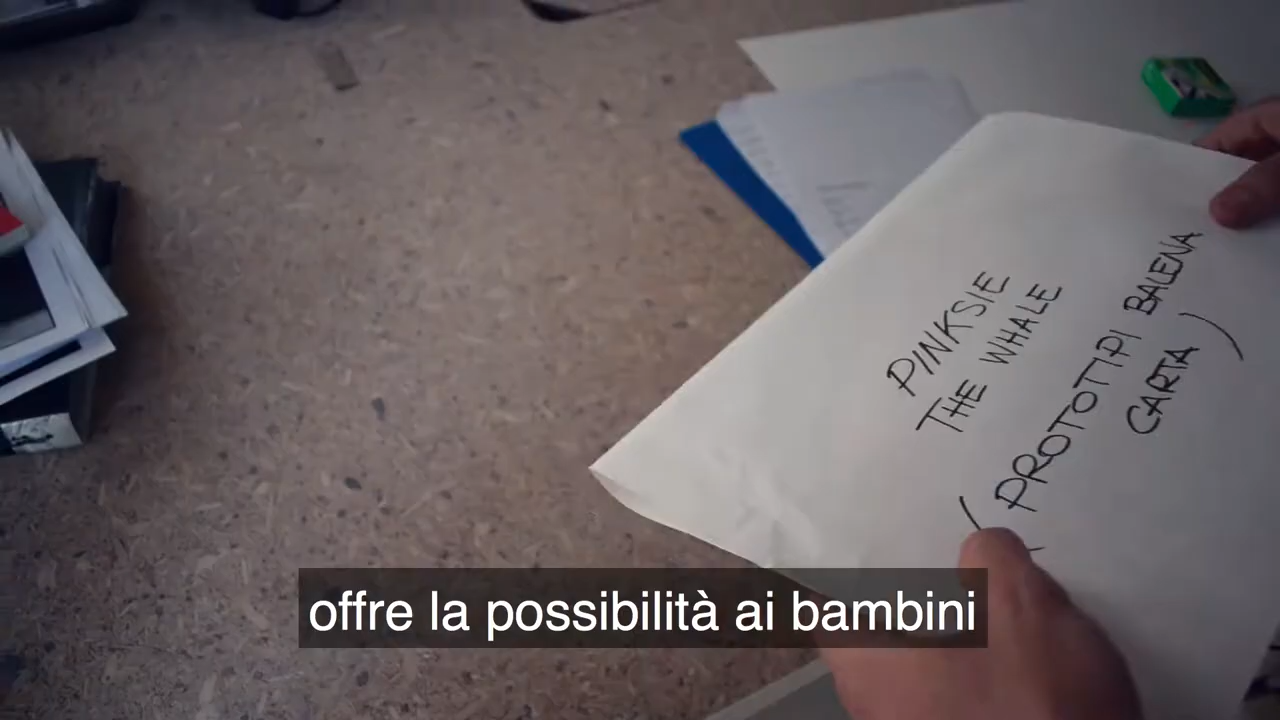 PINKSIE
THE WHALE
(PROTOTIPI BALENA
CARTA)
offre la possibilità ai bambini